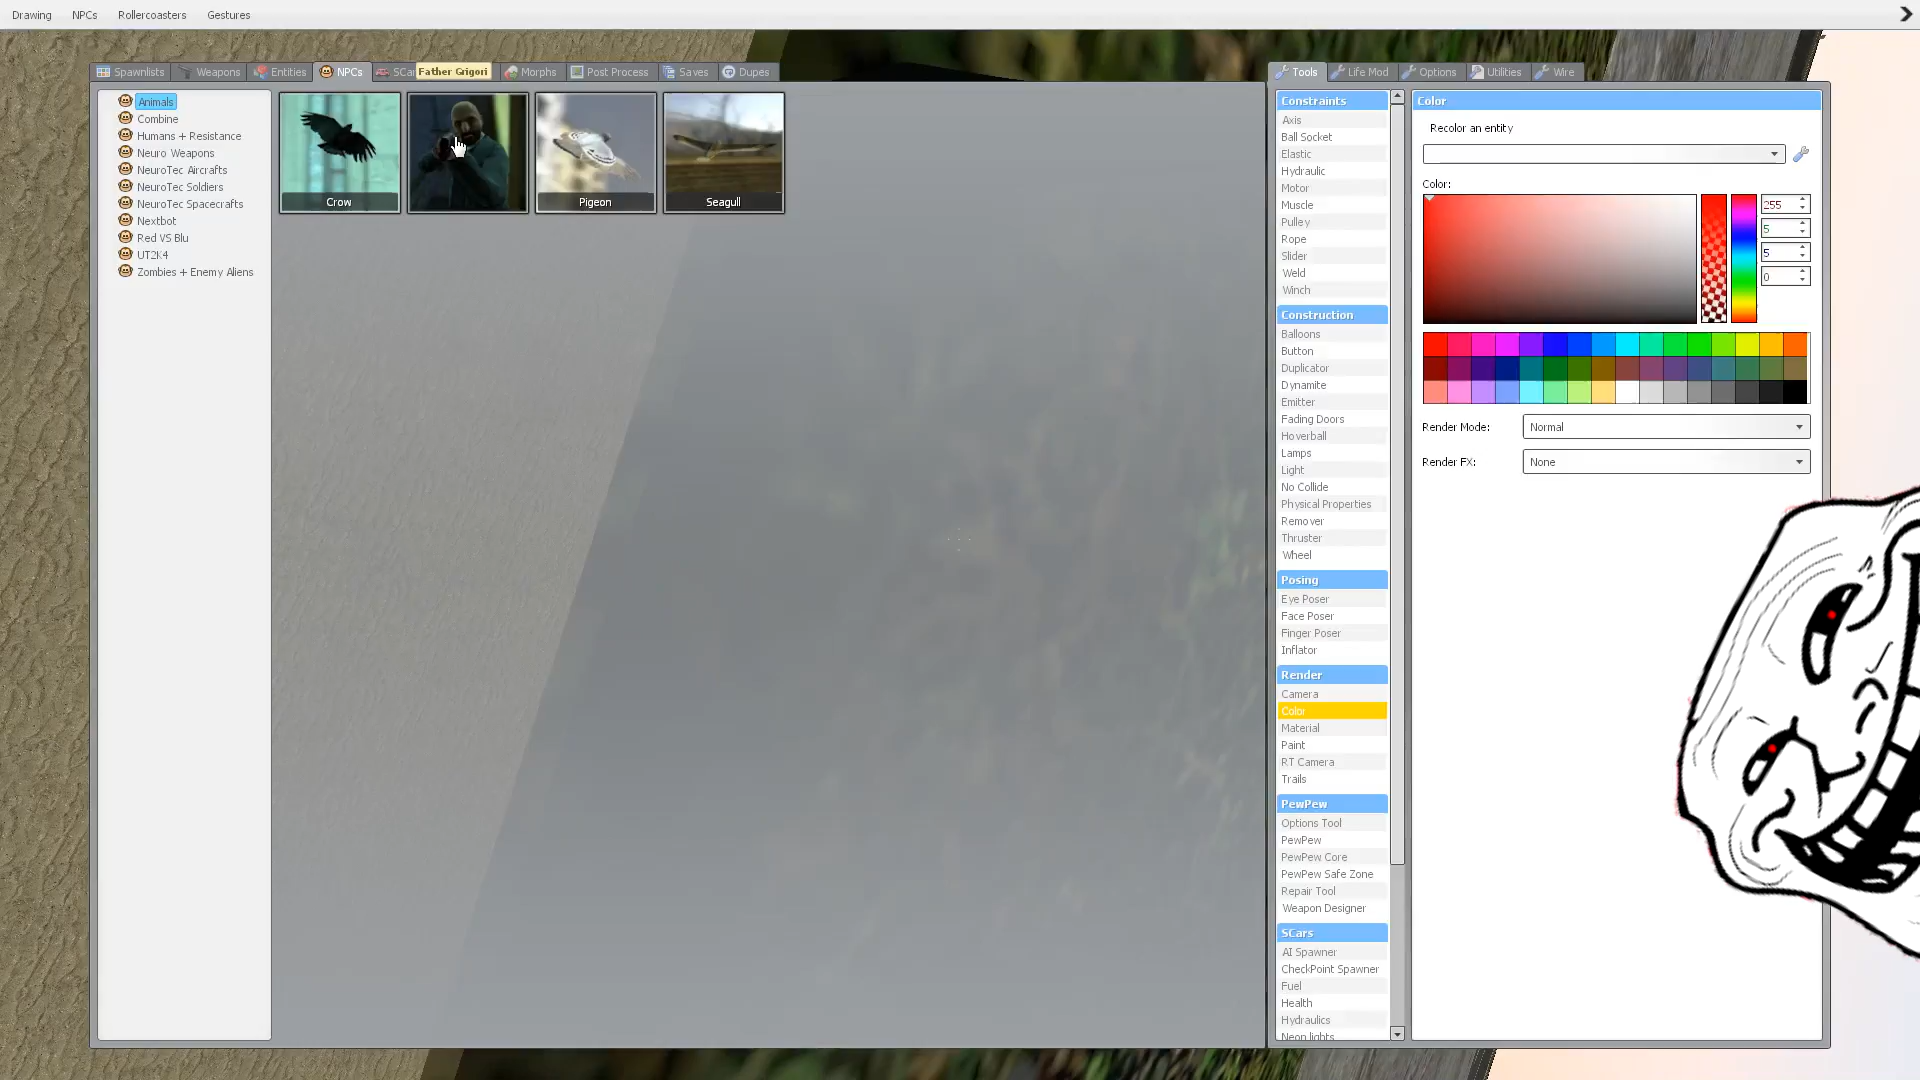 Drawing NPCs Rollercoasters Gestures
Spawnlists Weapons Entities NPCs SCar Father Grigori Morphs Post Process Saves Dupes
Animals
Combine
Humans + Resistance
Neuro Weapons
NeuroTec Aircrafts
NeuroTec Soldiers
NeuroTec Spacecrafts
Nextbot
Red VS Blu
UT2K4
Zombies + Enemy Aliens
Crow
Pigeon
Seagull
Tools Life Mod Options Utilities Wire
Constraints
Axis
Ball Socket
Elastic
Hydraulic
Motor
Muscle
Pulley
Rope
Slider
Weld
Winch
Construction
Balloons
Button
Duplicator
Dynamite
Emitter
Fading Doors
Hoverball
Lamps
Light
No Collide
Physical Properties
Remover
Thruster
Wheel
Posing
Eye Poser
Face Poser
Finger Poser
Inflator
Render
Camera
Color
Material
Paint
RT Camera
Trails
PewPew
Options Tool
PewPew
PewPew Core
PewPew Safe Zone
Repair Tool
Weapon Designer
SCars
AI Spawner
CheckPoint Spawner
Fuel
Health
Hydraulics
Neon lights
Color
Recolor an entity
Color:
255
5
5
0
Render Mode: Normal
Render FX: None